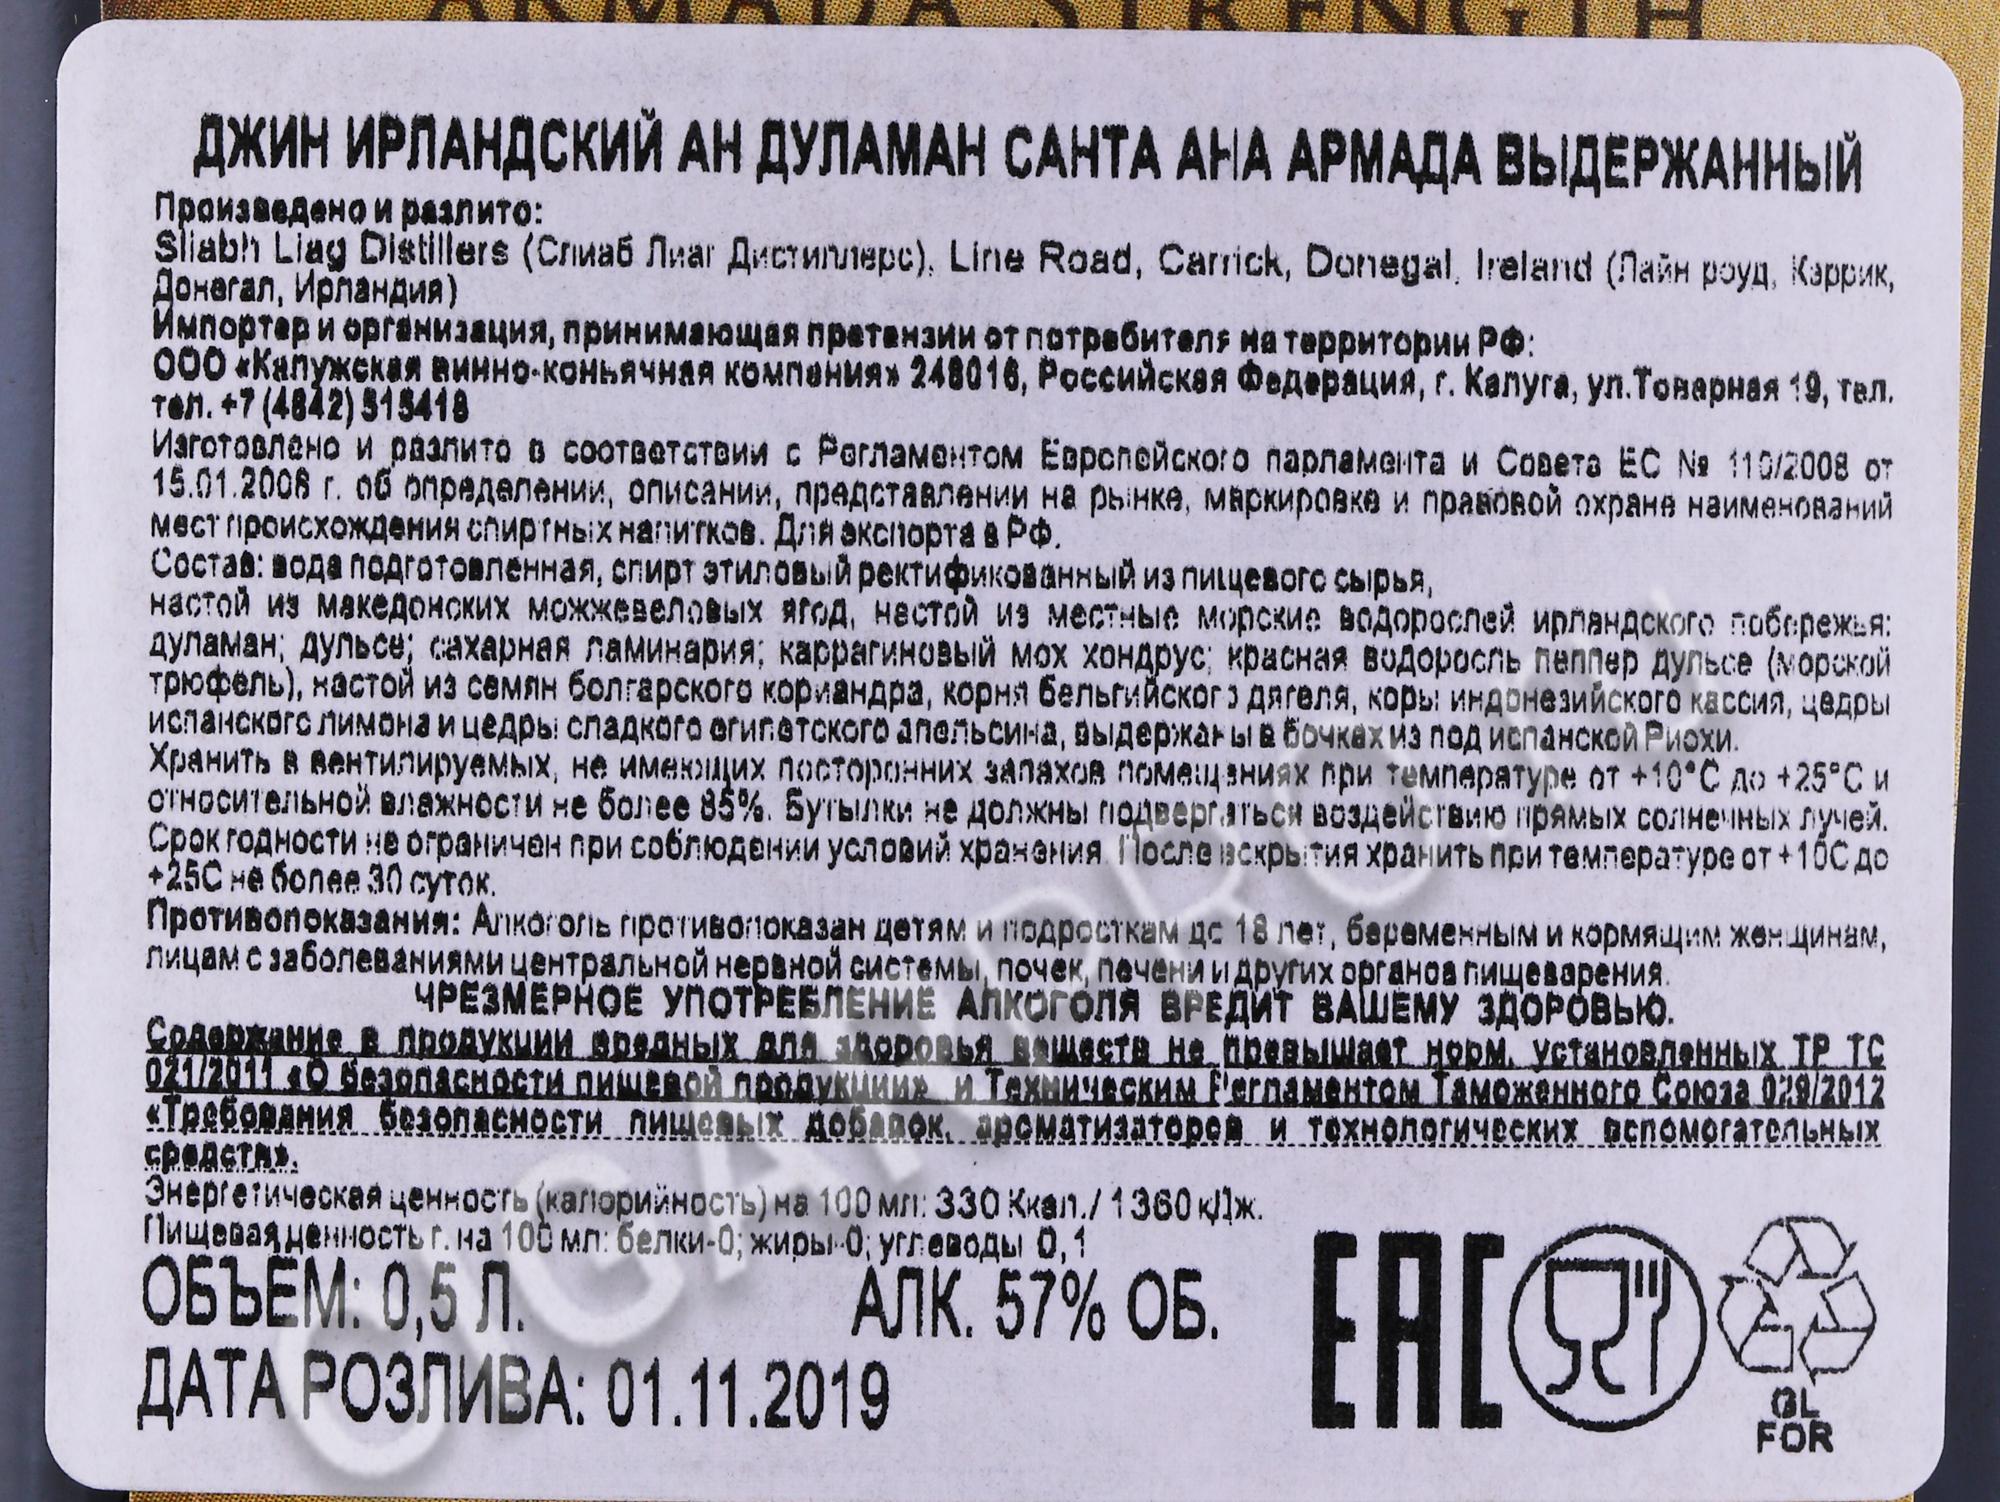 ARMADA STRENGTH
ДЖИН ИРЛАНДСКИЙ АН ДУЛАМАН САНТА АНА АРМАДА ВЫДЕРЖАННЫЙ
Произведено и разлито:
Sliabh Liag Distillers (Слиаб Лиаг Дистиллерс), Line Road, Carrick, Donegal, Ireland (Лайн роуд, Кэррик,
Донегал, Ирландия)
Импортер и организация, принимающая претензии от потребителя на территории РФ:
ООО «Калужская винно-коньячная компания» 248016, Российская Федерация, г. Калуга, ул.Товарная 19, тел.
тел. +7 (4842) 515418
Изготовлено и разлито в соответствии с Регламентом Европейского парламента и Совета ЕС № 110/2008 от
15.01.2008 г. об определении, описании, представлении на рынке, маркировке и правовой охране наименований
мест происхождения спиртных напитков. Для экспорта в РФ.
Состав: вода подготовленная, спирт этиловый ректификованный из пищевого сырья,
настой из македонских можжевеловых ягод, настой из местные морские водорослей ирландского побережья:
дуламан; дульсе; сахарная ламинария; каррагиновый мох хондрус; красная водоросль пеппер дульсе (морской
трюфель), настой из семян болгарского кориандра, корня бельгийского дягеля, коры индонезийского кассия, цедры
испанского лимона и цедры сладкого египетского апельсина, выдержаны в бочках из под испанской Риохи.
Хранить в вентилируемых, не имеющих посторонних запахов помещениях при температуре от +10°С до +25°С и
относительной влажности не более 85%. Бутылки не должны подвергаться воздействию прямых солнечных лучей.
Срок годности не ограничен при соблюдении условий хранения. После вскрытия хранить при температуре от +10С до
+25С не более 30 суток.
Противопоказания: Алкоголь противопоказан детям и подросткам до 18 лет, беременным и кормящим женщинам,
лицам с заболеваниями центральной нервной системы, почек, печени и других органов пищеварения.
ЧРЕЗМЕРНОЕ УПОТРЕБЛЕНИЕ АЛКОГОЛЯ ВРЕДИТ ВАШЕМУ ЗДОРОВЬЮ.
Содержание в продукции вредных для здоровья веществ не превышает норм, установленных ТР ТС
021/2011 «О безопасности пищевой продукции» и Техническим Регламентом Таможенного Союза 029/2012
«Требования безопасности пищевых добавок, ароматизаторов и технологических вспомогательных
средств».
Энергетическая ценность (калорийность) на 100 мл: 330 Ккал./ 1360 кДж.
Пищевая ценность г. на 100 мл: белки-0; жиры-0; углеводы 0,1
ОБЪЕМ: 0,5 Л. АЛК. 57% ОБ.
ДАТА РОЗЛИВА: 01.11.2019
EAC
GL
FOR
CIGARPRO.RU